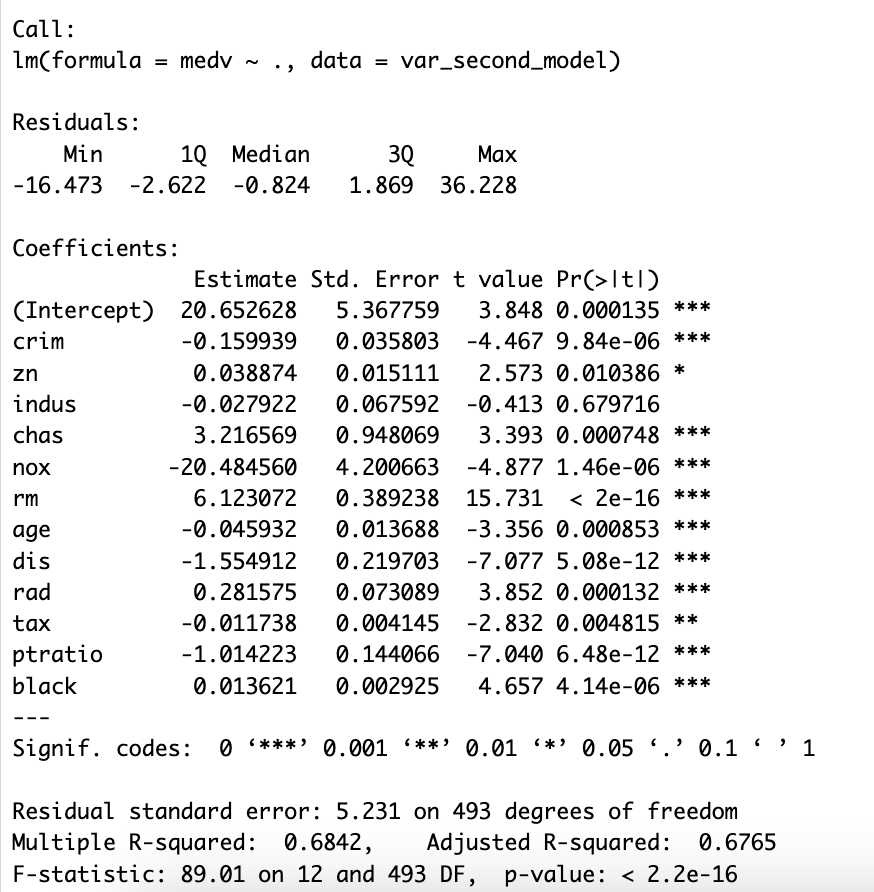 Call:
lm(formula = medv ~ ., data = var_second_model)
Residuals:
    Min      1Q  Median      3Q     Max
-16.473  -2.622  -0.824   1.869  36.228
Coefficients:
              Estimate Std. Error t value Pr(>|t|)
(Intercept)  20.652628   5.367759   3.848 0.000135 ***
crim         -0.159939   0.035803  -4.467 9.84e-06 ***
zn            0.038874   0.015111   2.573 0.010386 *
indus        -0.027922   0.067592  -0.413 0.679716
chas          3.216569   0.948069   3.393 0.000748 ***
nox         -20.484560   4.200663  -4.877 1.46e-06 ***
rm            6.123072   0.389238  15.731  < 2e-16 ***
age          -0.045932   0.013688  -3.356 0.000853 ***
dis          -1.554912   0.219703  -7.077 5.08e-12 ***
rad           0.281575   0.073089   3.852 0.000132 ***
tax          -0.011738   0.004145  -2.832 0.004815 **
ptratio      -1.014223   0.144066  -7.040 6.48e-12 ***
black         0.013621   0.002925   4.657 4.14e-06 ***
---
Signif. codes:  0 ‘***’ 0.001 ‘**’ 0.01 ‘*’ 0.05 ‘.’ 0.1 ‘ ’ 1
Residual standard error: 5.231 on 493 degrees of freedom
Multiple R-squared:  0.6842,    Adjusted R-squared:  0.6765
F-statistic: 89.01 on 12 and 493 DF,  p-value: < 2.2e-16